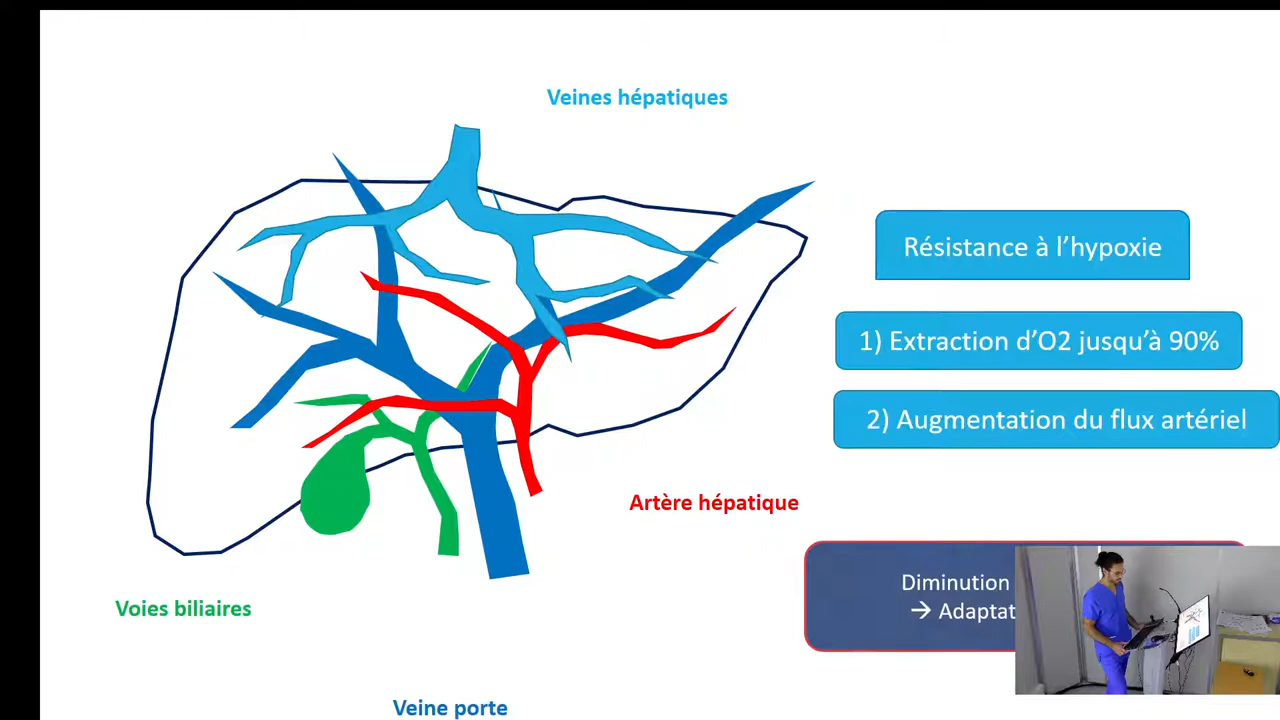 Veines hépatiques
Résistance à l'hypoxie
1) Extraction d'O2 jusqu'à 90%
2) Augmentation du flux artériel
Artère hépatique
Diminution
→ Adaptat
Voies biliaires
Veine porte